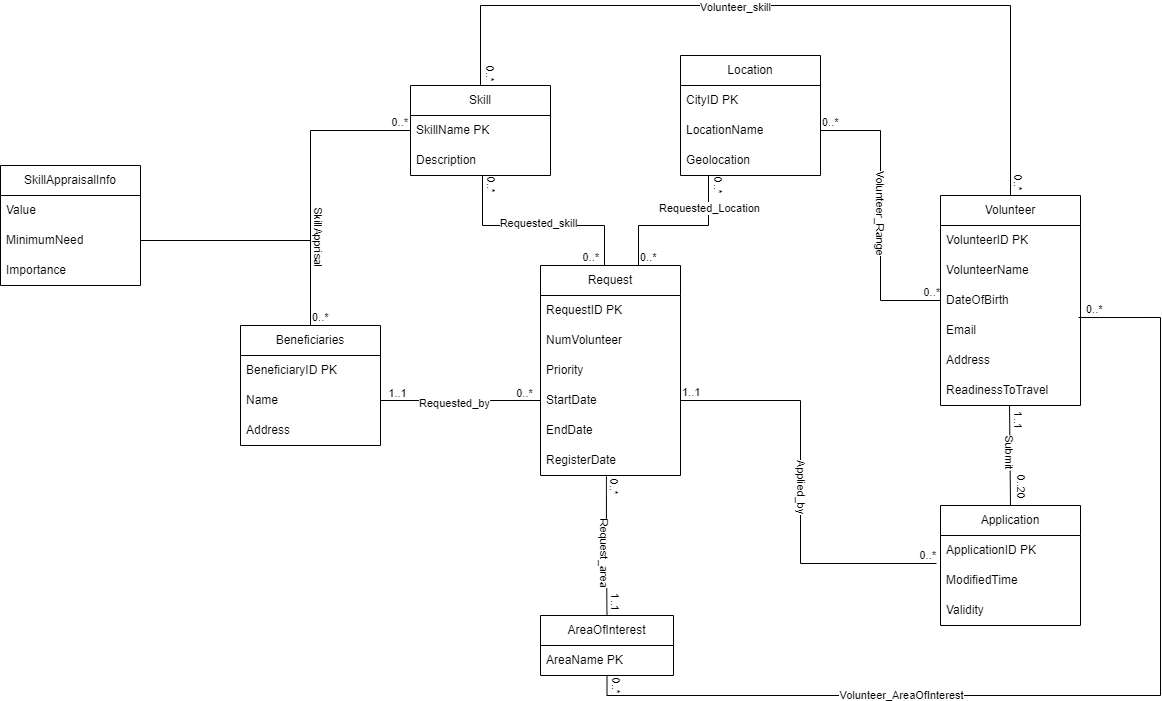 Volunteer_skill
0..*
Skill
SkillName PK
Description
0..*
0..*
Location
CityID PK
LocationName
Geolocation
0..*
0..*
SkillAppraisalInfo
Value
MinimumNeed
Importance
SkillApprisal
0..*
Requested_skill
0..*
Requested_Location
0..*
Volunteer_Range
0..*
0..*
Volunteer
VolunteerID PK
VolunteerName
DateOfBirth
Email
Address
ReadinessToTravel
0..*
1..1
Submit
0..20
Beneficiaries
BeneficiaryID PK
Name
Address
1..1
Requested_by
0..*
Request
RequestID PK
NumVolunteer
Priority
StartDate
EndDate
RegisterDate
1..1
Applied_by
0..*
0..*
Request_area
1..1
Application
ApplicationID PK
ModifiedTime
Validity
AreaOfInterest
AreaName PK
0..*
Volunteer_AreaOfInterest